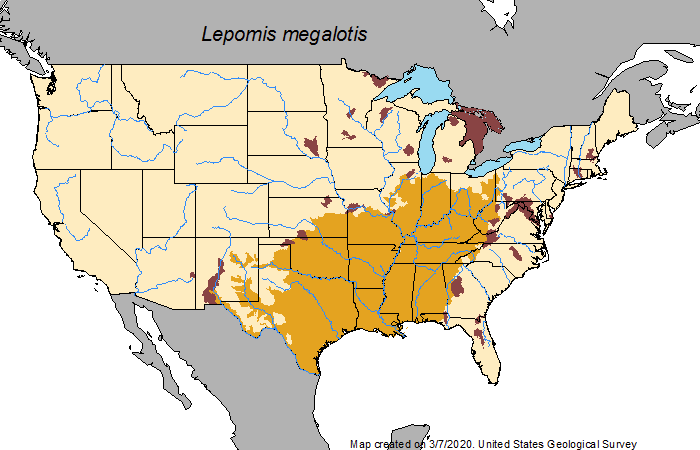 Lepomis megalotis
Map created on 3/7/2020. United States Geological Survey